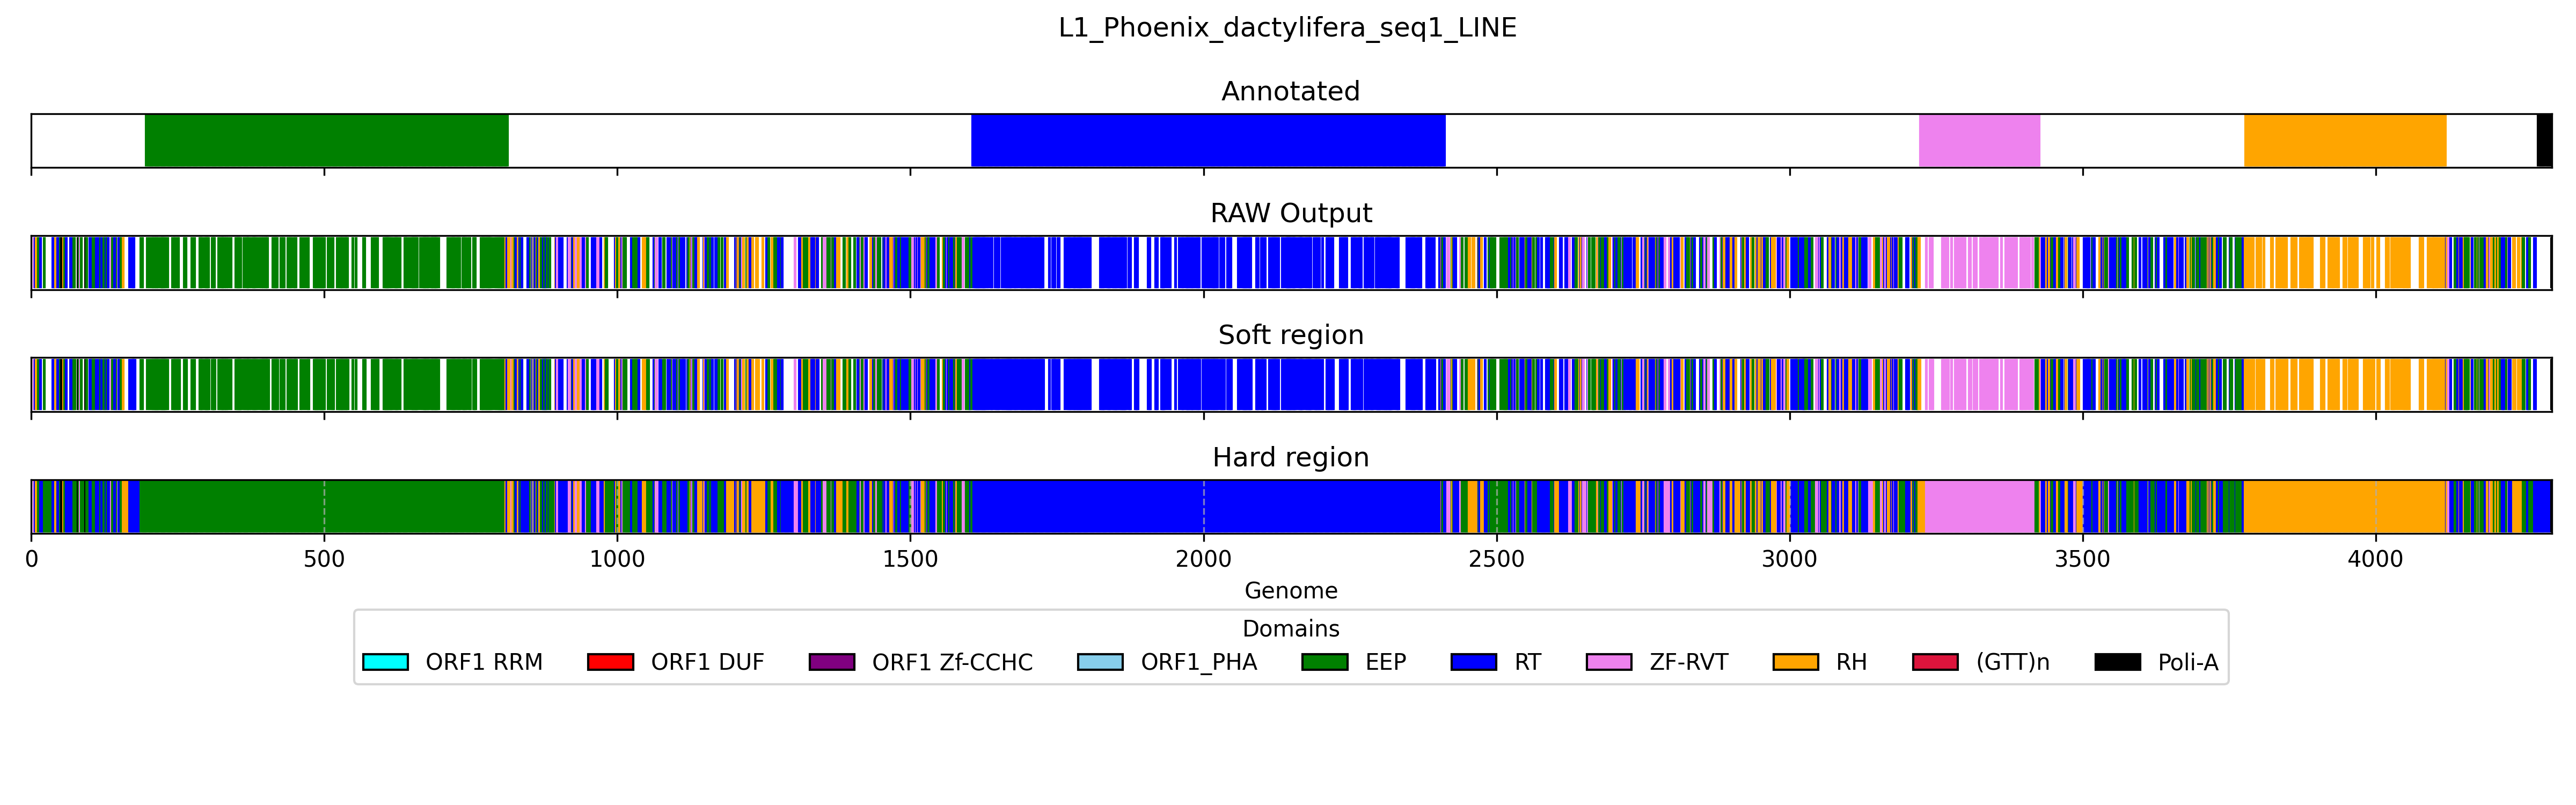 L1_Phoenix_dactylifera_seq1_LINE
Annotated
RAW Output
Soft region
Hard region
0 500 1000 1500 2000 2500 3000 3500 4000
Genome
Domains
ORF1 RRM ORF1 DUF ORF1 Zf-CCHC ORF1_PHA EEP RT ZF-RVT RH (GTT)n Poli-A